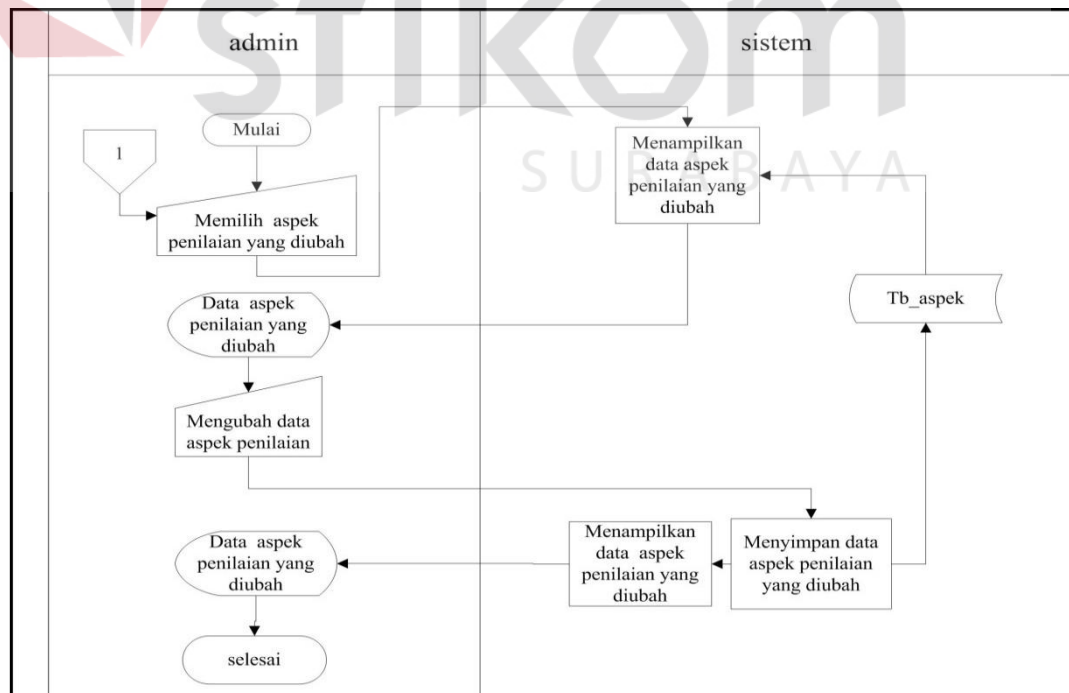 STIKOM
SURABAYA
admin
sistem
Mulai
1
Memilih aspek
penilaian yang diubah
Menampilkan
data aspek
penilaian yang
diubah
Data aspek
penilaian yang
diubah
Tb_aspek
Mengubah data
aspek penilaian
Data aspek
penilaian yang
diubah
Menampilkan
data aspek
penilaian yang
diubah
Menyimpan data
aspek penilaian
yang diubah
selesai